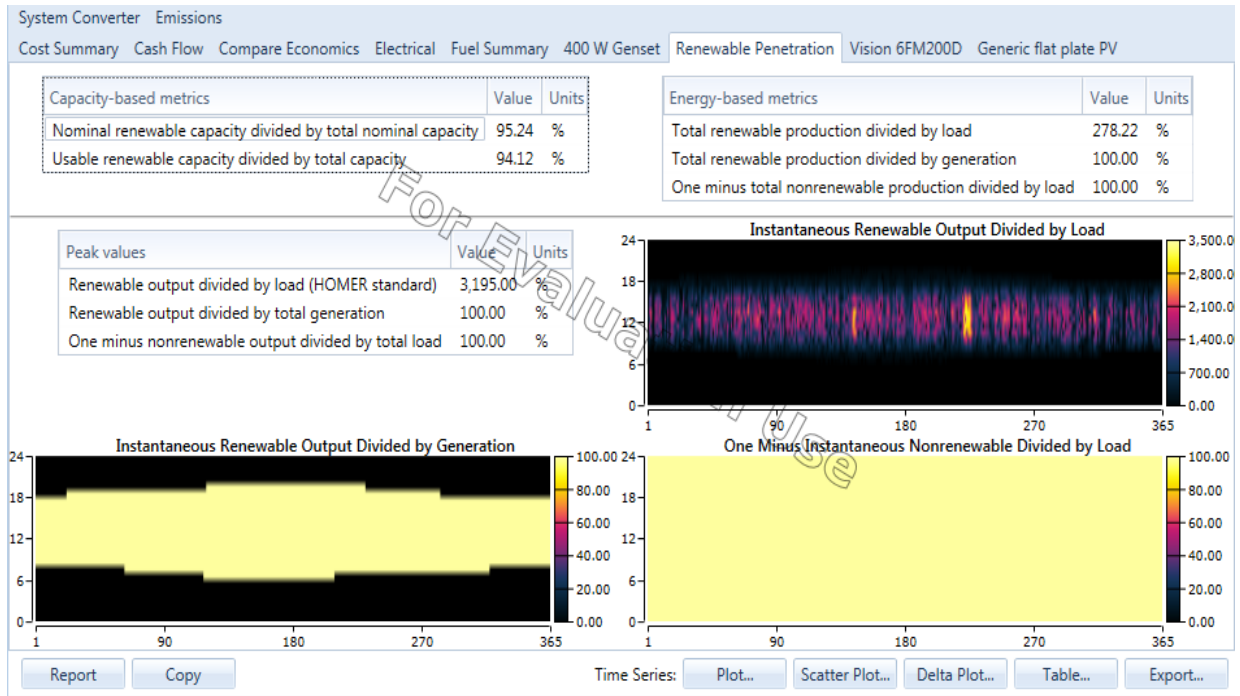 System Converter Emissions
Cost Summary Cash Flow Compare Economics Electrical Fuel Summary 400 W Genset Renewable Penetration Vision 6FM200D Generic flat plate PV
Capacity-based metrics Value Units
Nominal renewable capacity divided by total nominal capacity 95.24 %
Usable renewable capacity divided by total capacity 94.12 %
Energy-based metrics Value Units
Total renewable production divided by load 278.22 %
Total renewable production divided by generation 100.00 %
One minus total nonrenewable production divided by load 100.00 %
Peak values Value Units
Renewable output divided by load (HOMER standard) 3,195.00 %
Renewable output divided by total generation 100.00 %
One minus nonrenewable output divided by total load 100.00 %
For Evaluation Use
Instantaneous Renewable Output Divided by Load
24 3,500.0
18 2,800.0
12 2,100.0
6 1,400.00
0 700.00
0.00
1 90 180 270 365
Instantaneous Renewable Output Divided by Generation
24 100.00
18 80.00
12 60.00
6 40.00
0 20.00
0.00
1 90 180 270 365
One Minus Instantaneous Nonrenewable Divided by Load
24 100.00
18 80.00
12 60.00
6 40.00
0 20.00
0.00
1 90 180 270 365
Report Copy Time Series: Plot... Scatter Plot... Delta Plot... Table... Export...